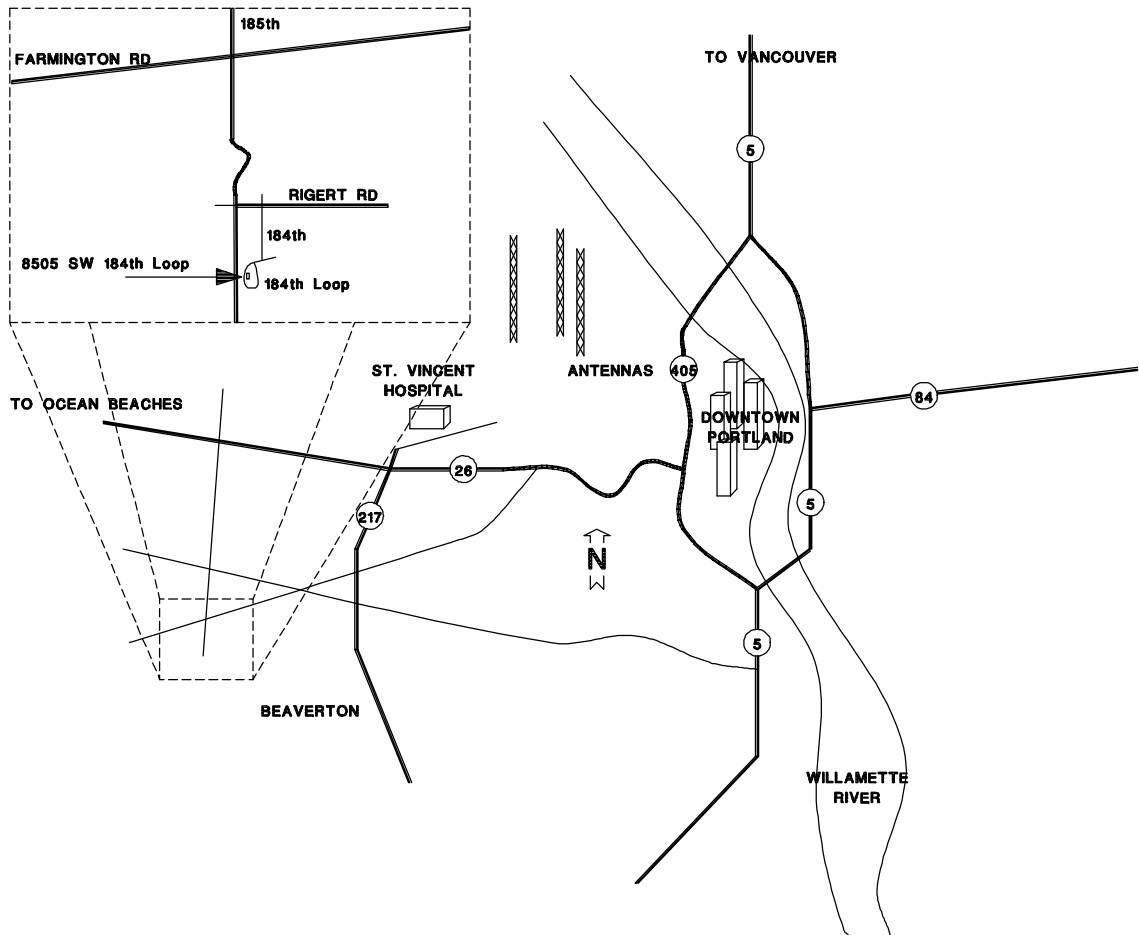 185th
FARMINGTON RD
RIGERT RD
184th
8505 SW 184th Loop
184th Loop
TO VANCOUVER
5
ST. VINCENT
HOSPITAL
ANTENNAS
405
TO OCEAN BEACHES
84
DOWNTOWN
PORTLAND
26
217
5
N
5
BEAVERTON
WILLAMETTE
RIVER